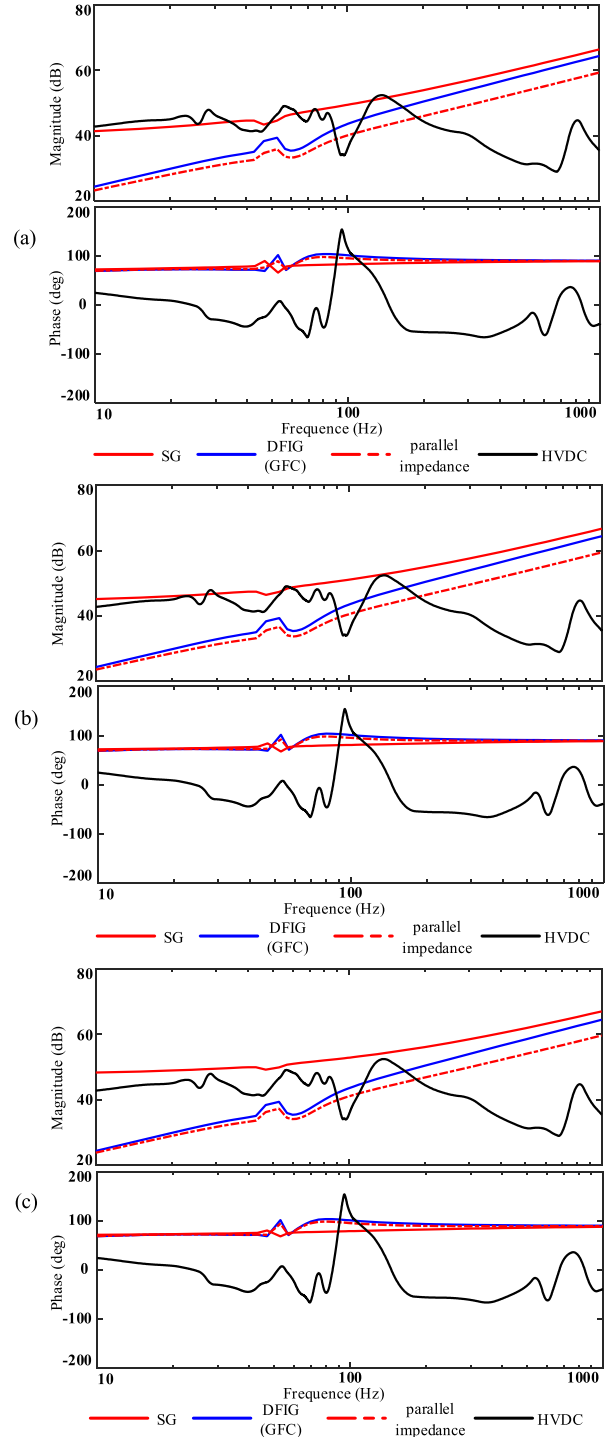 80
60
40
20
Magnitude (dB)
200
100
0
-100
-200
Phase (deg)
(a)
10
100
1000
Frequence (Hz)
SG
DFIG
(GFC)
parallel
impedance
HVDC
80
60
40
20
Magnitude (dB)
200
100
0
-100
-200
Phase (deg)
(b)
10
100
1000
Frequence (Hz)
SG
DFIG
(GFC)
parallel
impedance
HVDC
80
60
40
20
Magnitude (dB)
200
100
0
-100
-200
Phase (deg)
(c)
10
100
1000
Frequence (Hz)
SG
DFIG
(GFC)
parallel
impedance
HVDC